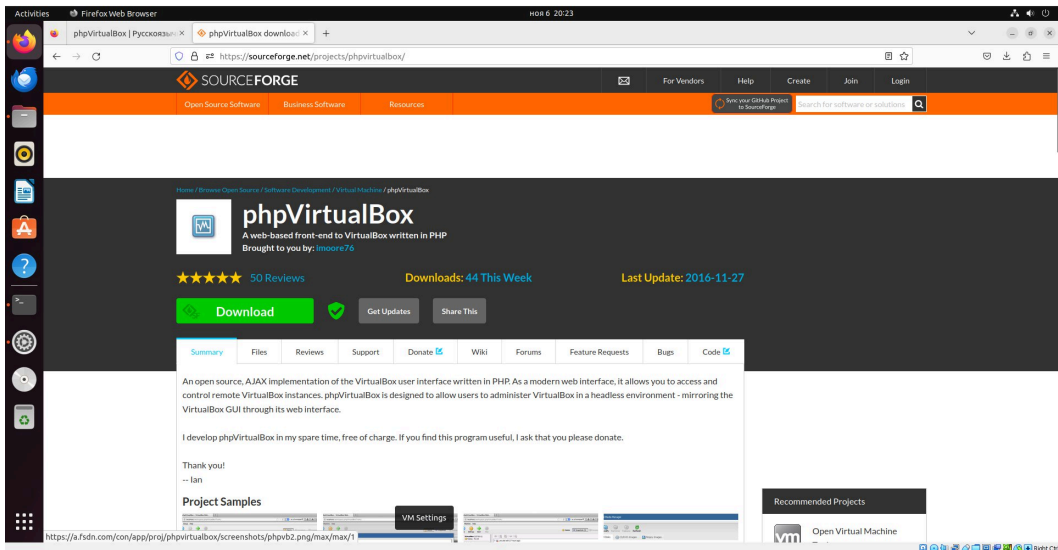 Activities Firefox Web Browser ноя 6 20:23
phpVirtualBox | Русскоязы × phpVirtualBox download × +
https://sourceforge.net/projects/phpvirtualbox/
SOURCEFORGE For Vendors Help Create Join Login
Open Source Software Business Software Resources Sync your GitHub Project to SourceForge Search for software or solutions
Home / Browse Open Source / Software Development / Virtual Machine / phpVirtualBox
phpVirtualBox
A web-based front-end to VirtualBox written in PHP
Brought to you by: imoore76
50 Reviews Downloads: 44 This Week Last Update: 2016-11-27
Download Get Updates Share This
Summary Files Reviews Support Donate Wiki Forums Feature Requests Bugs Code
An open source, AJAX implementation of the VirtualBox user interface written in PHP. As a modern web interface, it allows you to access and
control remote VirtualBox instances. phpVirtualBox is designed to allow users to administer VirtualBox in a headless environment - mirroring the
VirtualBox GUI through its web interface.
I develop phpVirtualBox in my spare time, free of charge. If you find this program useful, I ask that you please donate.
Thank you!
-- Ian
Project Samples
Recommended Projects
VM Settings
vm Open Virtual Machine
https://a.fsdn.com/con/app/proj/phpvirtualbox/screenshots/phpvb2.png/max/max/1
Right Ctrl